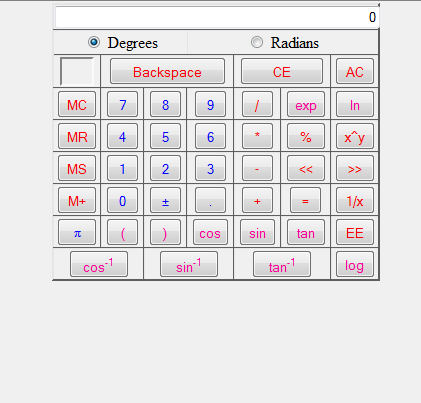 0
Degrees Radians
Backspace CE AC
MC 7 8 9 / exp ln
MR 4 5 6 * % x^y
MS 1 2 3 - << >>
M+ 0 ± . + = 1/x
π ( ) cos sin tan EE
cos⁻¹ sin⁻¹ tan⁻¹ log